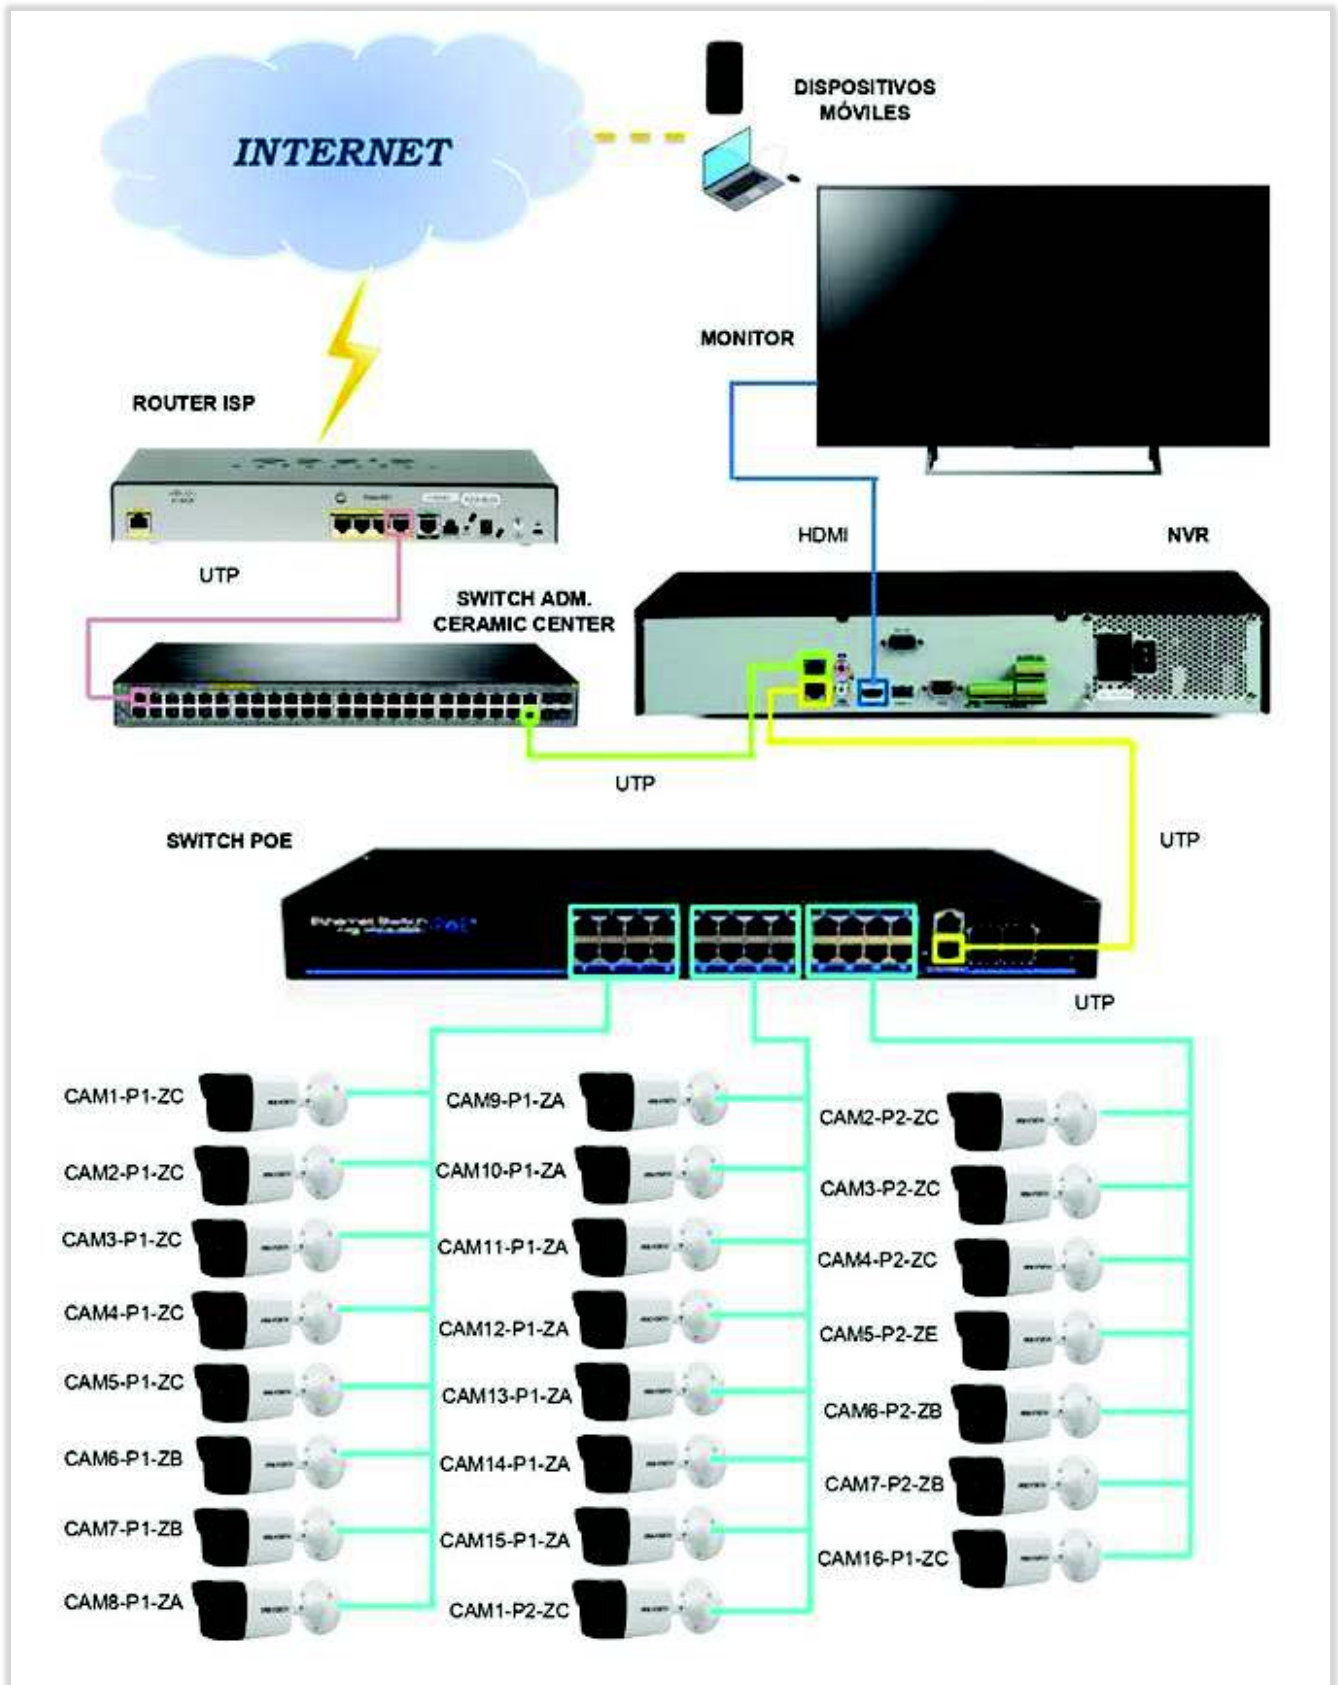 INTERNET
DISPOSITIVOS
MÓVILES
MONITOR
ROUTER ISP
UTP
HDMI
NVR
SWITCH ADM.
CERAMIC CENTER
UTP
SWITCH POE
UTP
Ethernet Switch
UTP
CAM1-P1-ZC
CAM2-P1-ZC
CAM3-P1-ZC
CAM4-P1-ZC
CAM5-P1-ZC
CAM6-P1-ZB
CAM7-P1-ZB
CAM8-P1-ZA
CAM9-P1-ZA
CAM10-P1-ZA
CAM11-P1-ZA
CAM12-P1-ZA
CAM13-P1-ZA
CAM14-P1-ZA
CAM15-P1-ZA
CAM1-P2-ZC
CAM2-P2-ZC
CAM3-P2-ZC
CAM4-P2-ZC
CAM5-P2-ZE
CAM6-P2-ZB
CAM7-P2-ZB
CAM16-P1-ZC